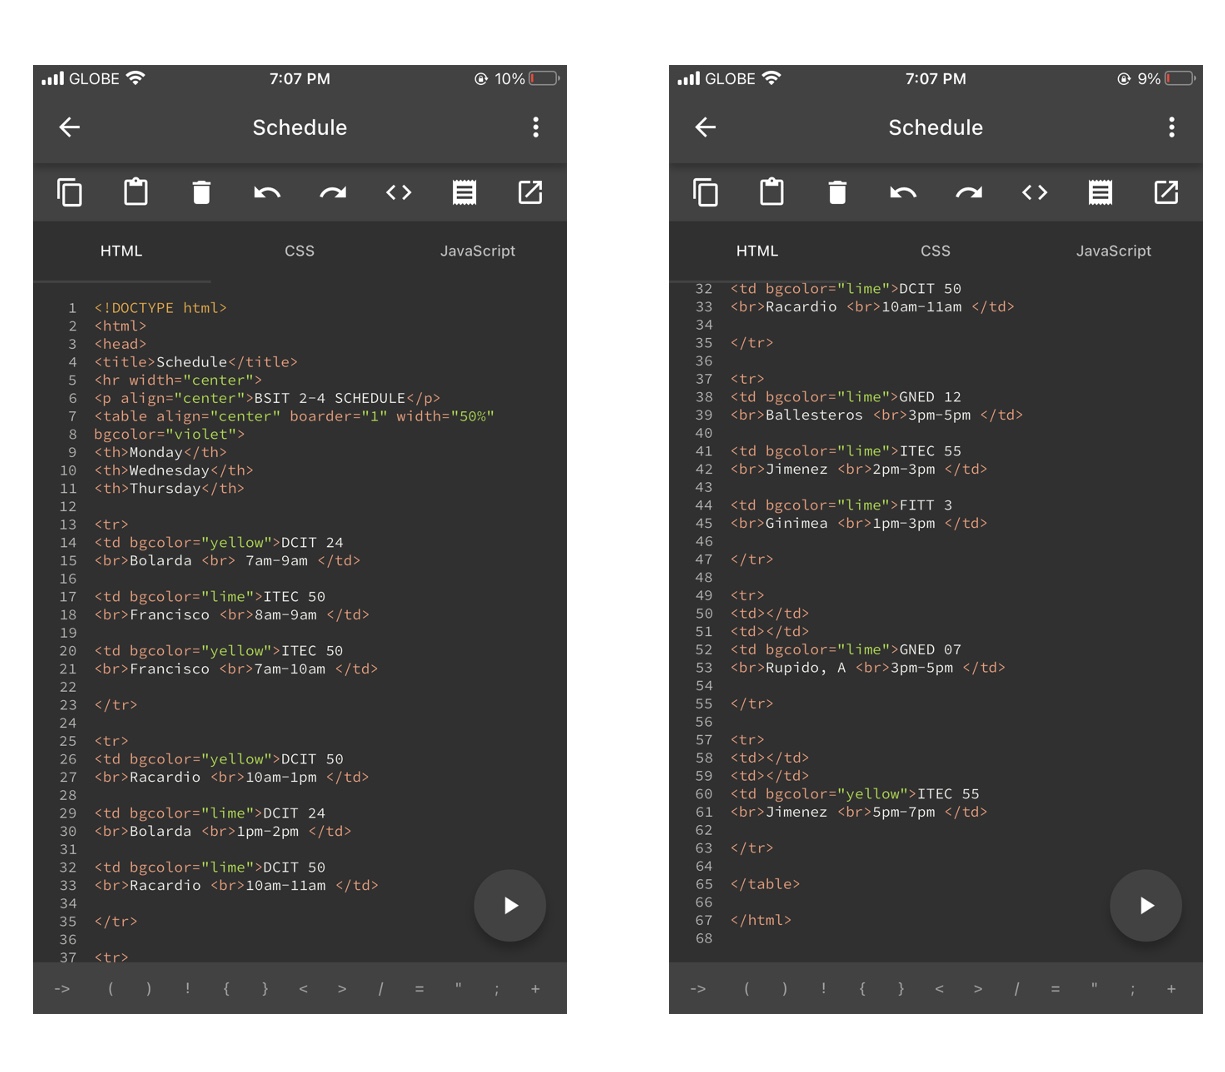 GLOBE 7:07 PM 10%
Schedule
HTML CSS JavaScript
1 <!DOCTYPE html>
2 <html>
3 <head>
4 <title>Schedule</title>
5 <hr width="center">
6 <p align="center">BSIT 2-4 SCHEDULE</p>
7 <table align="center" boarder="1" width="50%"
8 bgcolor="violet">
9 <th>Monday</th>
10 <th>Wednesday</th>
11 <th>Thursday</th>
12
13 <tr>
14 <td bgcolor="yellow">DCIT 24
15 <br>Bolarda <br> 7am-9am </td>
16
17 <td bgcolor="lime">ITEC 50
18 <br>Francisco <br>8am-9am </td>
19
20 <td bgcolor="yellow">ITEC 50
21 <br>Francisco <br>7am-10am </td>
22
23 </tr>
24
25 <tr>
26 <td bgcolor="yellow">DCIT 50
27 <br>Racardio <br>10am-1pm </td>
28
29 <td bgcolor="lime">DCIT 24
30 <br>Bolarda <br>1pm-2pm </td>
31
32 <td bgcolor="lime">DCIT 50
33 <br>Racardio <br>10am-11am </td>
34
35 </tr>
36
37 <tr>
-> ( ) ! { } < > / = " ; +
GLOBE 7:07 PM 9%
Schedule
HTML CSS JavaScript
32 <td bgcolor="lime">DCIT 50
33 <br>Racardio <br>10am-11am </td>
34
35 </tr>
36
37 <tr>
38 <td bgcolor="lime">GNED 12
39 <br>Ballesteros <br>3pm-5pm </td>
40
41 <td bgcolor="lime">ITEC 55
42 <br>Jimenez <br>2pm-3pm </td>
43
44 <td bgcolor="lime">FITT 3
45 <br>Ginimea <br>1pm-3pm </td>
46
47 </tr>
48
49 <tr>
50 <td></td>
51 <td></td>
52 <td bgcolor="lime">GNED 07
53 <br>Rupido, A <br>3pm-5pm </td>
54
55 </tr>
56
57 <tr>
58 <td></td>
59 <td></td>
60 <td bgcolor="yellow">ITEC 55
61 <br>Jimenez <br>5pm-7pm </td>
62
63 </tr>
64
65 </table>
66
67 </html>
68
-> ( ) ! { } < > / = " ; +